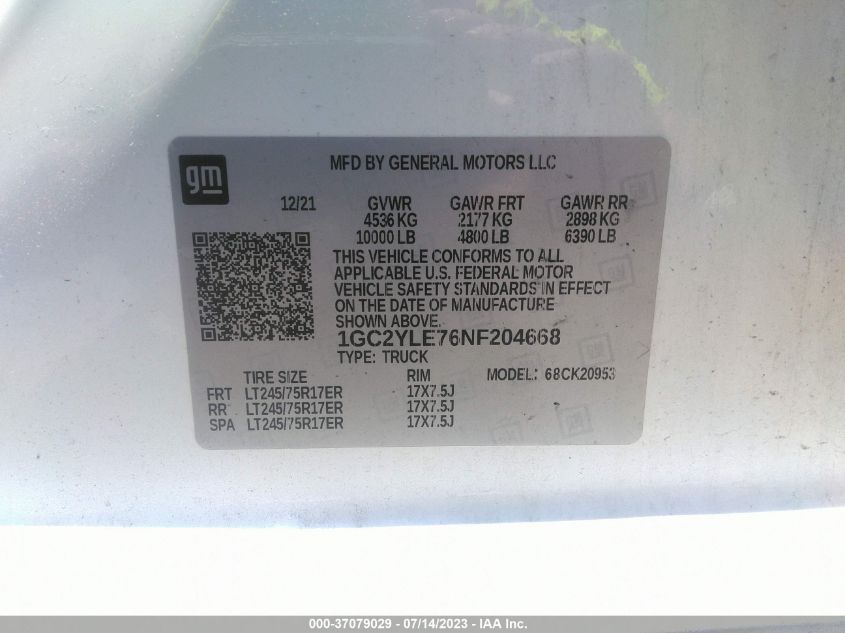 gm
MFD BY GENERAL MOTORS LLC
12/21 GVWR GAWR FRT GAWR RR
4536 KG 2177 KG 2898 KG
10000 LB 4800 LB 6390 LB
THIS VEHICLE CONFORMS TO ALL
APPLICABLE U.S. FEDERAL MOTOR
VEHICLE SAFETY STANDARDS IN EFFECT
ON THE DATE OF MANUFACTURE
SHOWN ABOVE.
1GC2YLE76NF204668
TYPE: TRUCK
TIRE SIZE RIM MODEL: 68CK20953
FRT LT245/75R17ER 17X7.5J
RR LT245/75R17ER 17X7.5J
SPA LT245/75R17ER 17X7.5J
000-37079029 - 07/14/2023 - IAA Inc.